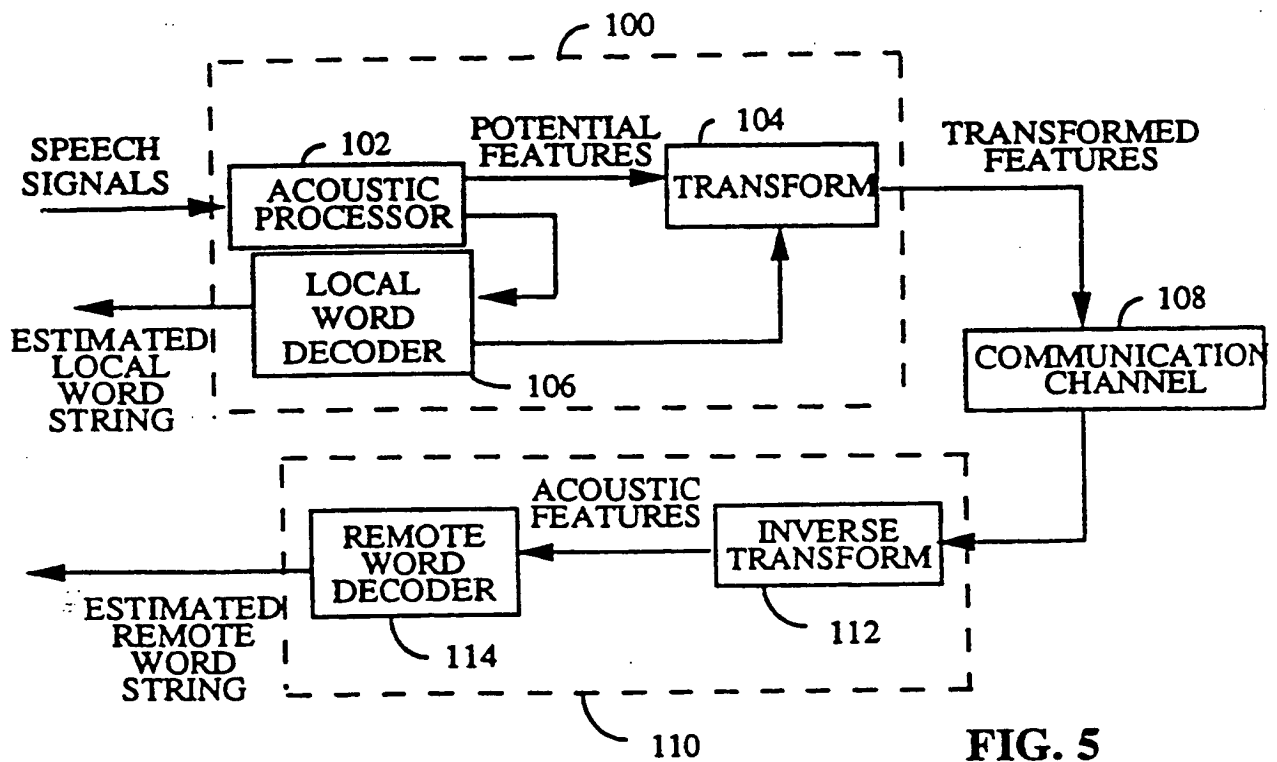 100
SPEECH
SIGNALS
102
ACOUSTIC
PROCESSOR
POTENTIAL
FEATURES
104
TRANSFORM
TRANSFORMED
FEATURES
LOCAL
WORD
DECODER
106
ESTIMATED
LOCAL
WORD
STRING
108
COMMUNICATION
CHANNEL
ACOUSTIC
FEATURES
INVERSE
TRANSFORM
112
REMOTE
WORD
DECODER
114
ESTIMATED
REMOTE
WORD
STRING
110
FIG. 5